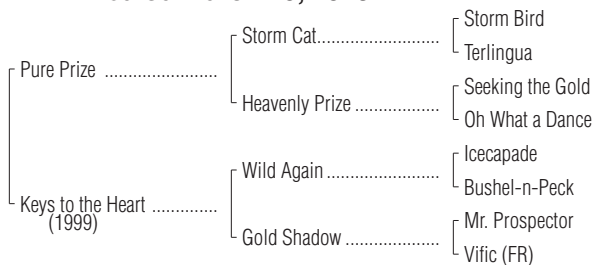 Storm Bird
Storm Cat........................................
Terlingua
Pure Prize .............................
Seeking the Gold
Heavenly Prize ......................
Oh What a Dance
Icecapade
Wild Again .............................
Bushel-n-Peck
Keys to the Heart .................
(1999)
Mr. Prospector
Gold Shadow ........................
Vific (FR)